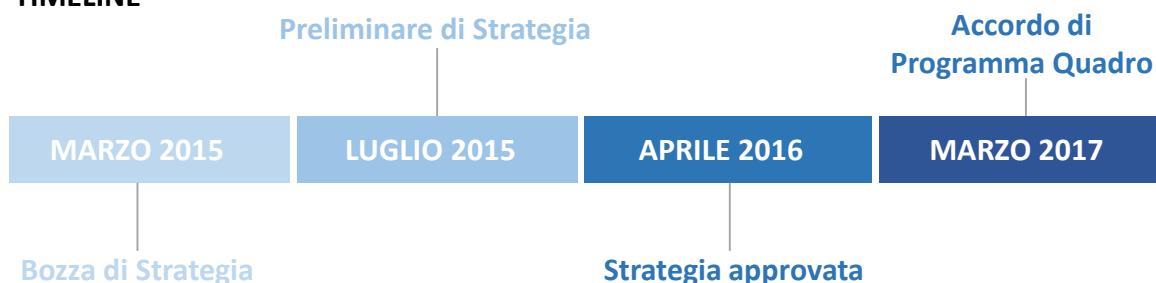 TIMELINE
Preliminare di Strategia
Accordo di
Programma Quadro
MARZO 2015
LUGLIO 2015
APRILE 2016
MARZO 2017
Bozza di Strategia
Strategia approvata